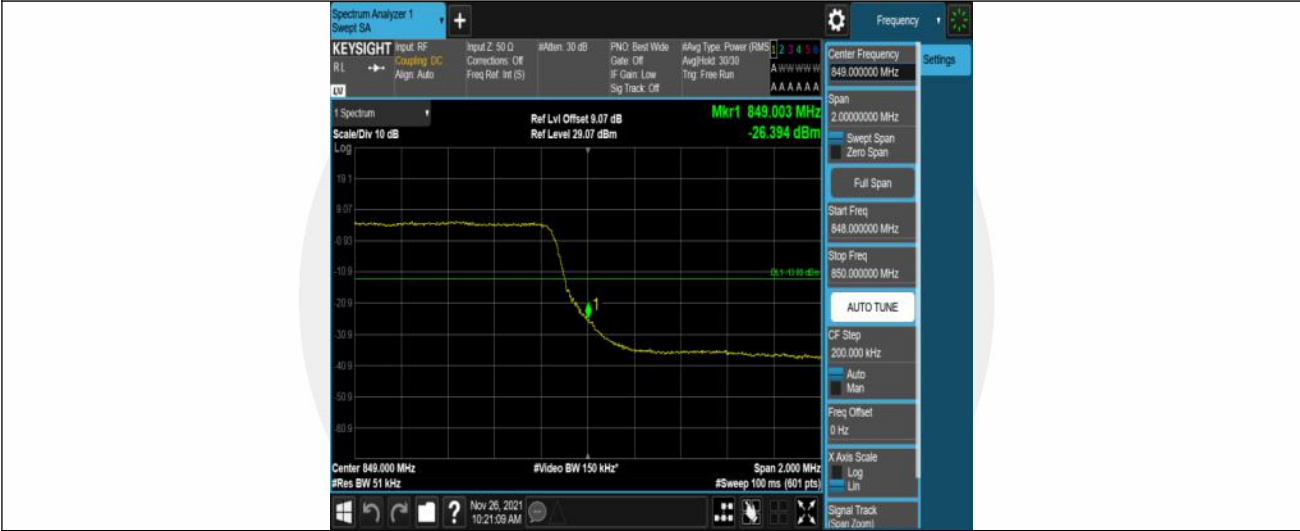 Spectrum Analyzer 1
Swept SA
+
Frequency
KEYSIGHT
RL
LV
Input: RF
Coupling: DC
Align: Auto
Input Z: 50 Ω
Corrections: Off
Freq Ref: Int (S)
#Atten: 30 dB
PNO: Best Wide
Gate: Off
IF Gain: Low
Sig Track: Off
#Avg Type: Power (RMS
Avg|Hold: 30/30
Trig: Free Run
1 2 3 4 5 6
A W W W W W
A A A A A A
Center Frequency
849.000000 MHz
Settings
Span
2.00000000 MHz
Swept Span
Zero Span
Full Span
Start Freq
848.000000 MHz
Stop Freq
850.000000 MHz
AUTO TUNE
CF Step
200.000 kHz
Auto
Man
Freq Offset
0 Hz
X Axis Scale
Log
Lin
Signal Track
(Span Zoom)
1 Spectrum
Scale/Div 10 dB
Log
Ref Lvl Offset 9.07 dB
Ref Level 29.07 dBm
Mkr1 849.003 MHz
-26.394 dBm
19.1
9.07
-0.93
-10.9
-20.9
-30.9
-40.9
-50.9
-60.9
1
Center 849.000 MHz
#Res BW 51 kHz
#Video BW 150 kHz*
Span 2.000 MHz
#Sweep 100 ms (601 pts)
?
Nov 26, 2021
10:21:09 AM